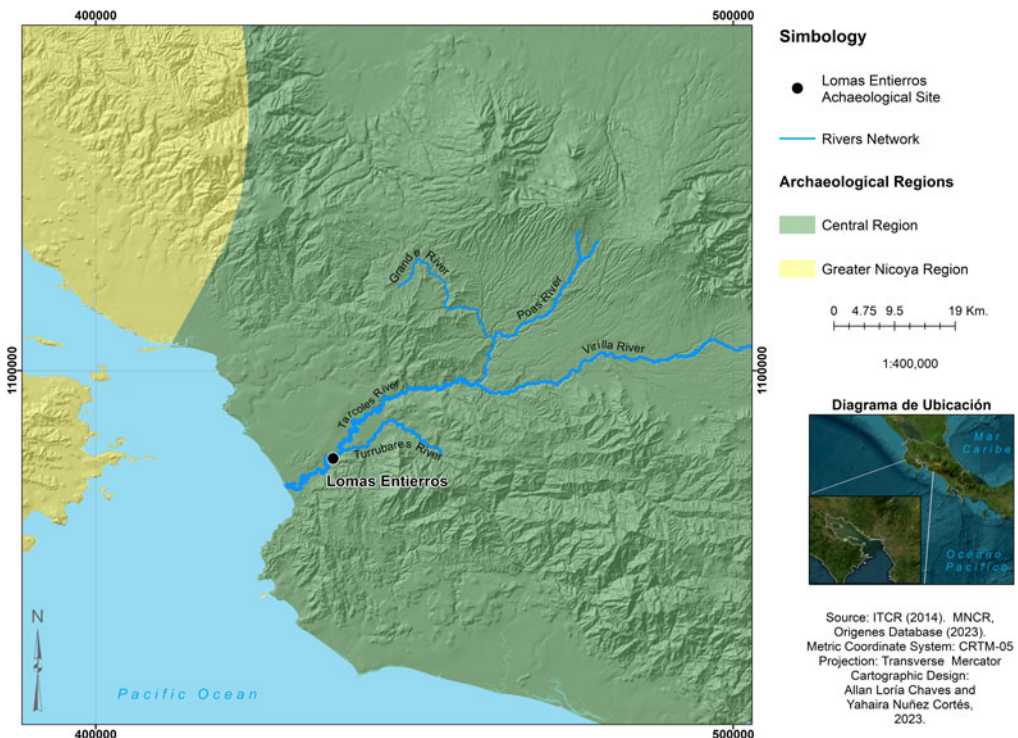 400000
500000
1100000
1100000
Grande River
Poas River
Virilla River
Tarcoles River
Turrubares River
Lomas Entierros
N
Pacific Ocean
400000
500000
Simbology
Lomas Entierros
Achaeological Site
Rivers Network
Archaeological Regions
Central Region
Greater Nicoya Region
0 4.75 9.5 19 Km.
1:400,000
Diagrama de Ubicación
Mar
Caribe
Océano
Pacífico
Source: ITCR (2014). MNCR,
Origenes Database (2023).
Metric Coordinate System: CRTM-05
Projection: Transverse Mercator
Cartographic Design:
Allan Loría Chaves and
Yahaira Nuñez Cortés,
2023.